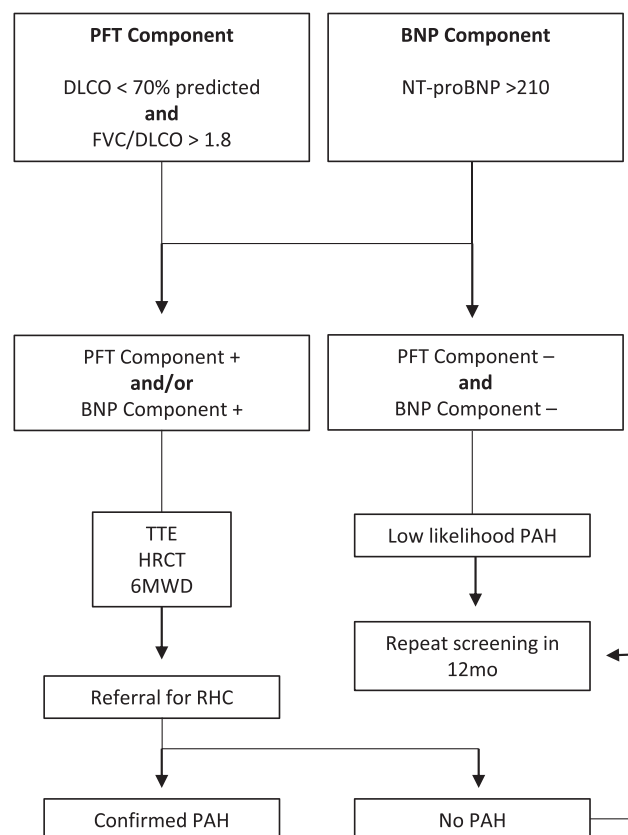 PFT Component
DLCO < 70% predicted
and
FVC/DLCO > 1.8
BNP Component
NT-proBNP >210
PFT Component +
and/or
BNP Component +
PFT Component –
and
BNP Component –
TTE
HRCT
6MWD
Low likelihood PAH
Repeat screening in
12mo
Referral for RHC
Confirmed PAH
No PAH